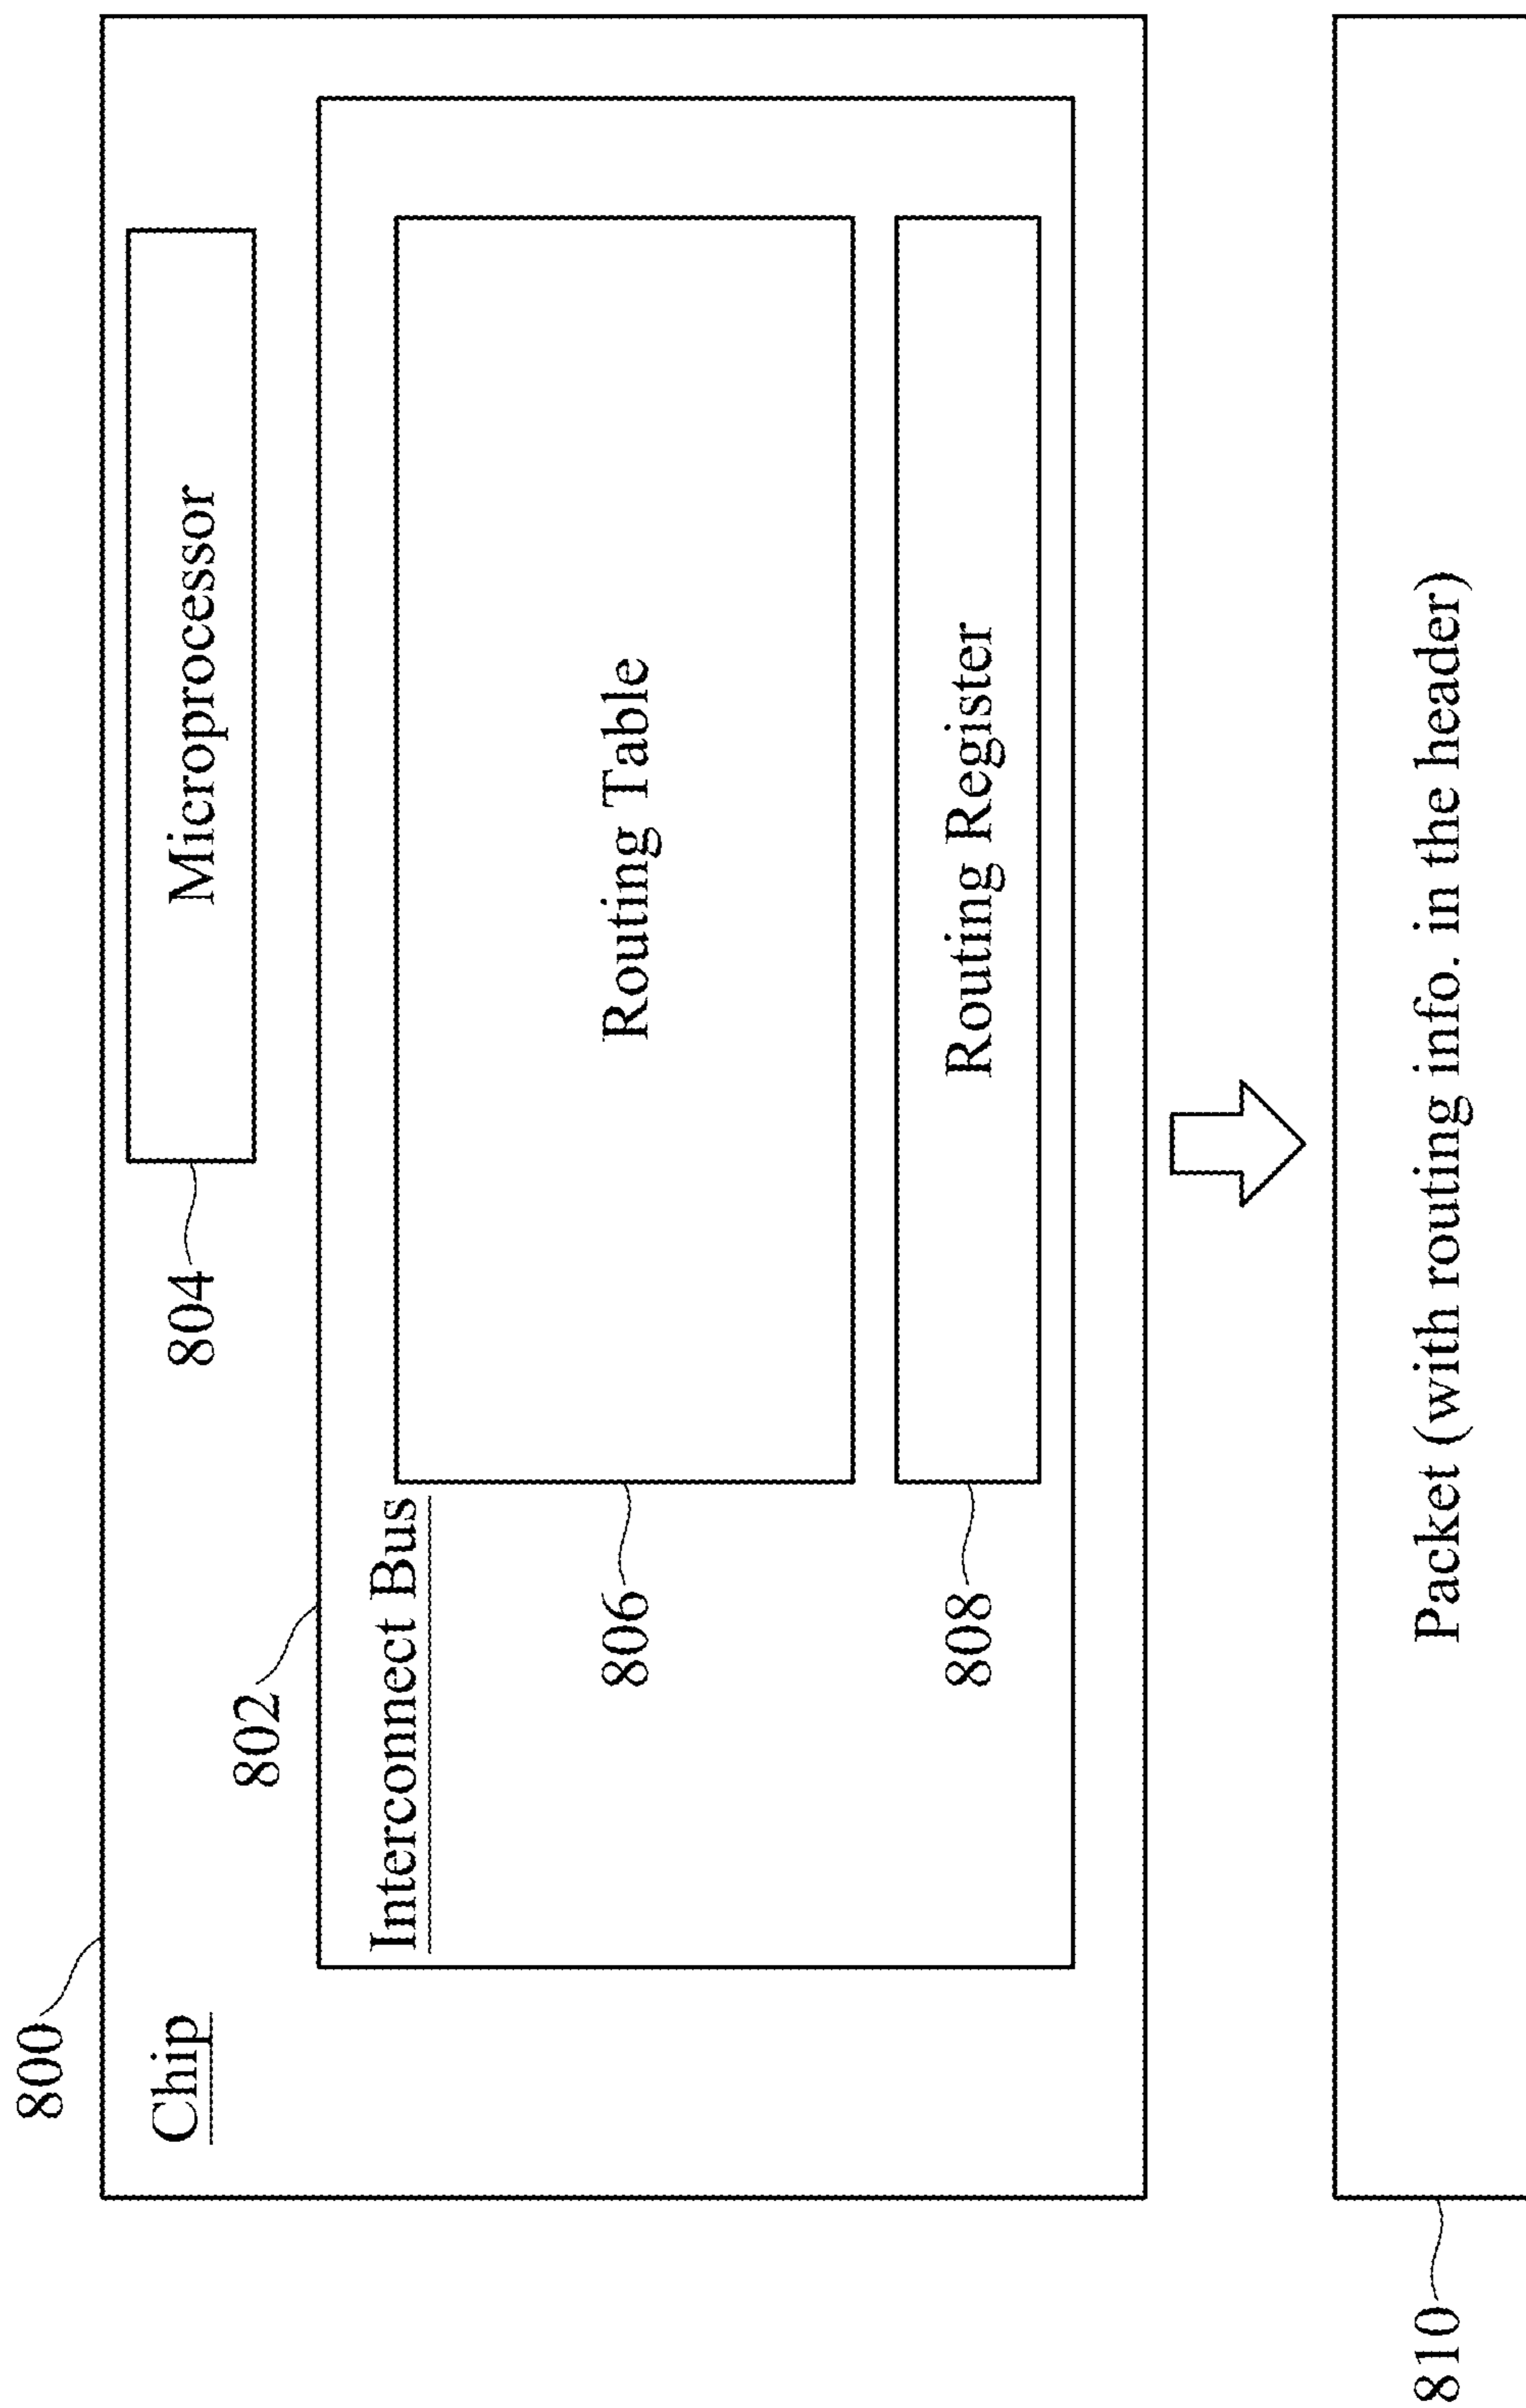 800
Chip
804
Microprocessor
802
Interconnect Bus
806
Routing Table
808
Routing Register
810
Packet (with routing info. in the header)